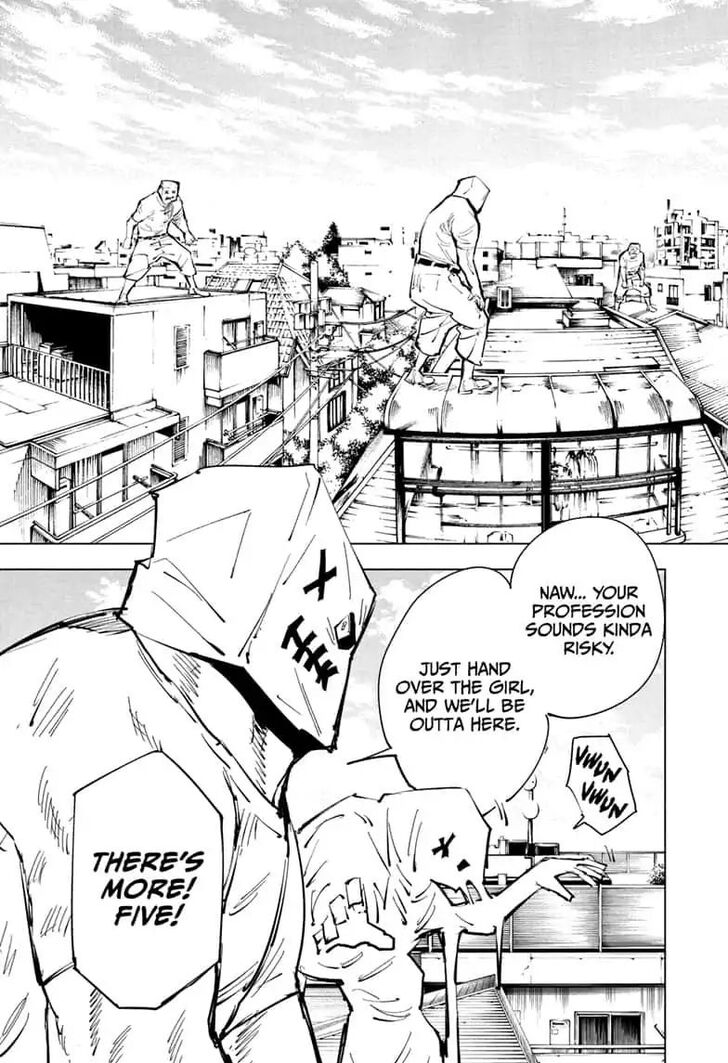 NAW... YOUR
PROFESSION
SOUNDS KINDA
RISKY.
JUST HAND
OVER THE GIRL,
AND WE'LL BE
OUTTA HERE.
VWUN
VWUN
THERE'S
MORE!
FIVE!